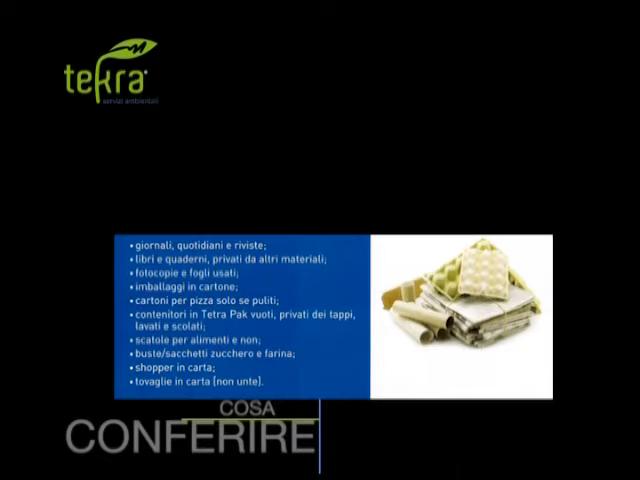 tekra
servizi ambientali
• giornali, quotidiani e riviste;
• libri e quaderni, privati da altri materiali;
• fotocopie e fogli usati;
• imballaggi in cartone;
• cartoni per pizza solo se puliti;
• contenitori in Tetra Pak vuoti, privati dei tappi,
lavati e scolati;
• scatole per alimenti e non;
• buste/sacchetti zucchero e farina;
• shopper in carta;
• tovaglie in carta (non unte).
COSA
CONFERIRE